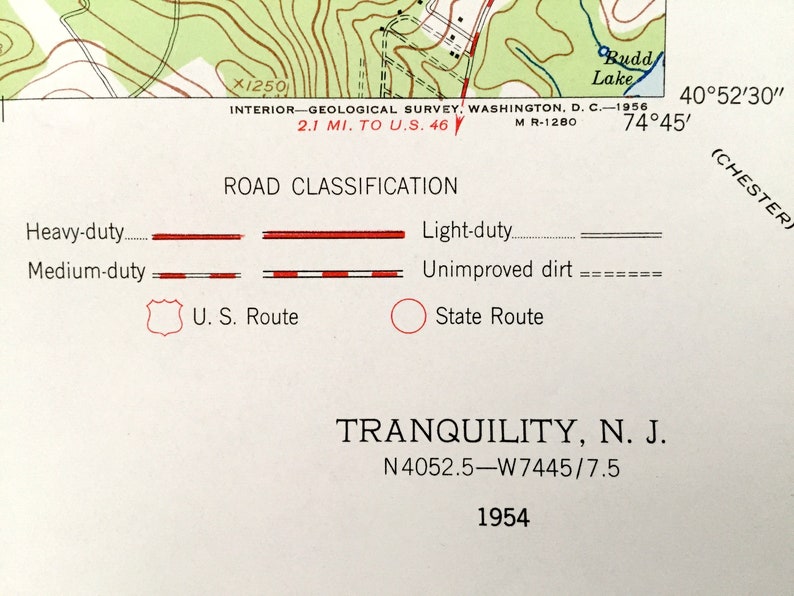 Budd
Lake
X1250
INTERIOR—GEOLOGICAL SURVEY, WASHINGTON, D. C.—1956
40°52'30"
2.1 MI. TO U.S. 46
M R-1280
74°45'
(CHESTER)
ROAD CLASSIFICATION
Heavy-duty........ Light-duty................
Medium-duty Unimproved dirt
U. S. Route State Route
TRANQUILITY, N. J.
N4052.5—W7445/7.5
1954